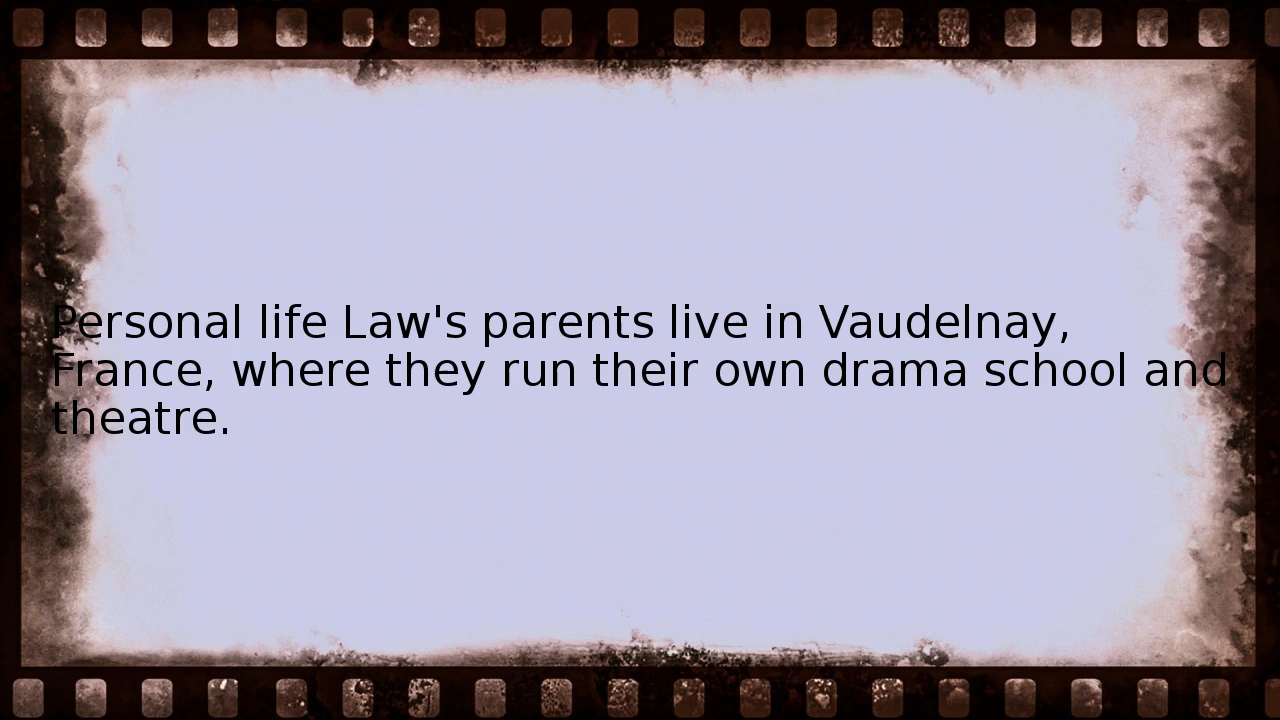 Personal life Law's parents live in Vaudelnay,
France, where they run their own drama school and
theatre.